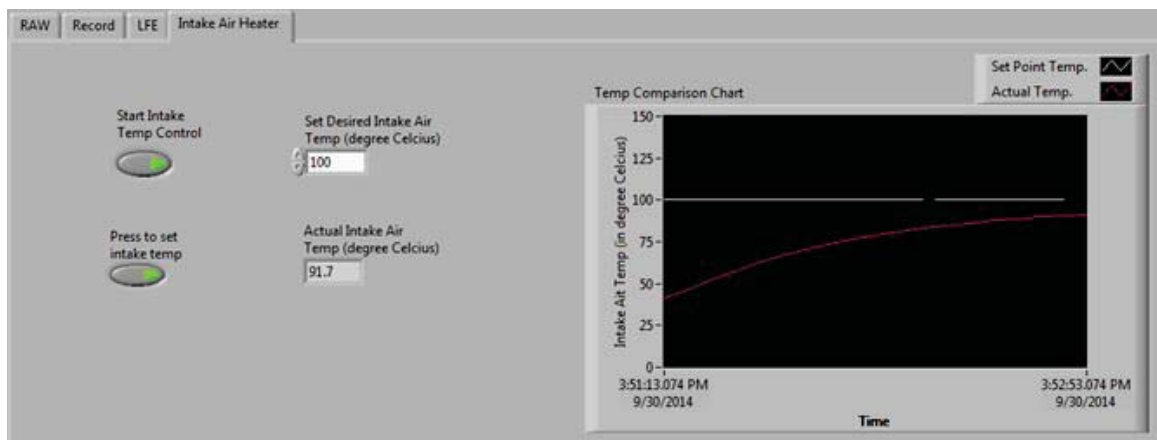 RAW
Record
LFE
Intake Air Heater
Start Intake
Temp Control
Set Desired Intake Air
Temp (degree Celcius)
100
Press to set
intake temp
Actual Intake Air
Temp (degree Celcius)
91.7
Set Point Temp.
Actual Temp.
Temp Comparison Chart
Intake Ait Temp (in degree Celcius)
150
125
100
75
50
25
0
3:51:13.074 PM
9/30/2014
3:52:53.074 PM
9/30/2014
Time